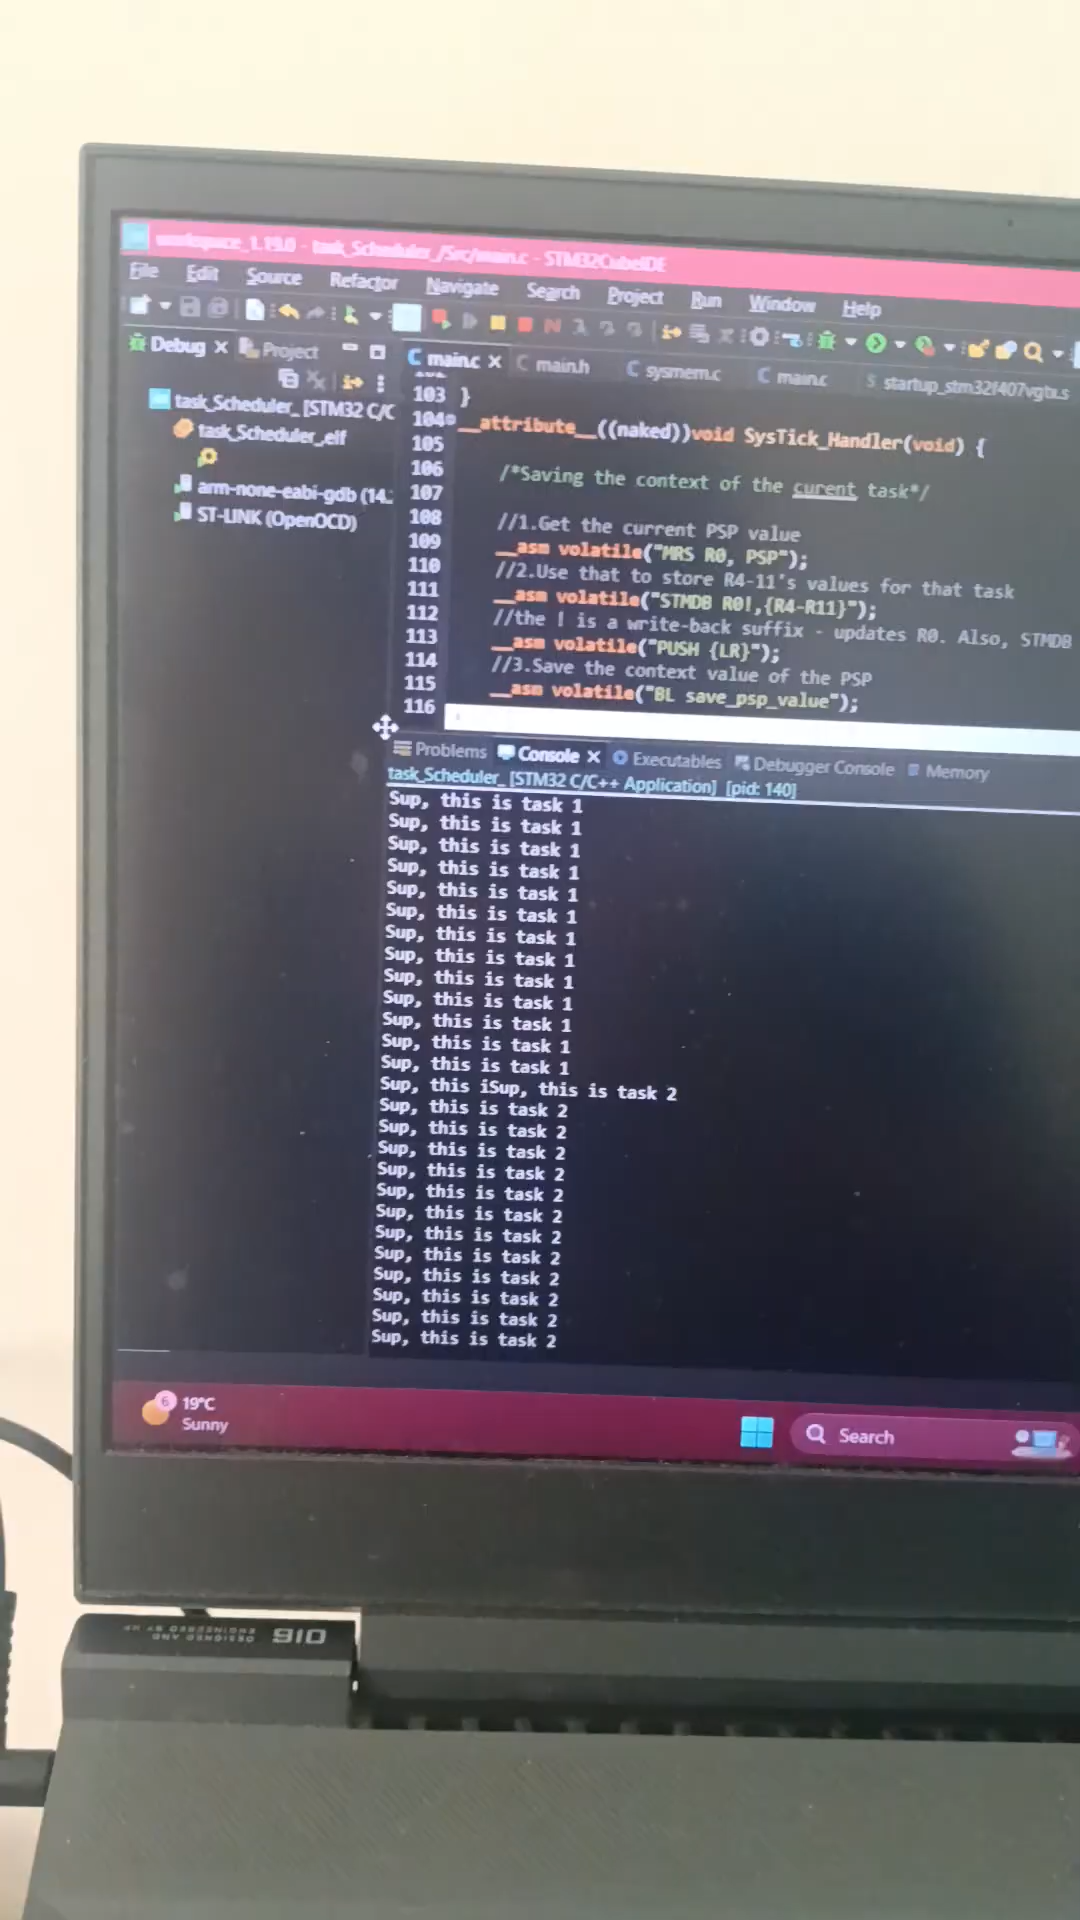 workspace_1.19.0 - task_Scheduler_/Src/main.c - STM32CubeIDE
File Edit Source Refactor Navigate Search Project Run Window Help
Debug Project
main.c main.h sysmem.c main.c startup_stm32f407vgtx.s
task_Scheduler_ [STM32 C/C
task_Scheduler_.elf
arm-none-eabi-gdb (14.
ST-LINK (OpenOCD)
103 }
104 __attribute__((naked))void SysTick_Handler(void) {
105
106 /*Saving the context of the curent task*/
107
108 //1.Get the current PSP value
109 __asm volatile("MRS R0, PSP");
110 //2.Use that to store R4-11's values for that task
111 __asm volatile("STMDB R0!,{R4-R11}");
112 //the ! is a write-back suffix - updates R0. Also, STMDB
113 __asm volatile("PUSH {LR}");
114 //3.Save the context value of the PSP
115 __asm volatile("BL save_psp_value");
116
Problems Console Executables Debugger Console Memory
task_Scheduler_ [STM32 C/C++ Application] [pid: 140]
Sup, this is task 1
Sup, this is task 1
Sup, this is task 1
Sup, this is task 1
Sup, this is task 1
Sup, this is task 1
Sup, this is task 1
Sup, this is task 1
Sup, this is task 1
Sup, this is task 1
Sup, this is task 1
Sup, this is task 1
Sup, this is task 1
Sup, this iSup, this is task 2
Sup, this is task 2
Sup, this is task 2
Sup, this is task 2
Sup, this is task 2
Sup, this is task 2
Sup, this is task 2
Sup, this is task 2
Sup, this is task 2
Sup, this is task 2
Sup, this is task 2
Sup, this is task 2
Sup, this is task 2
6
19°C
Sunny
Search
DESIGNED AND
ENGINEERED BY HP